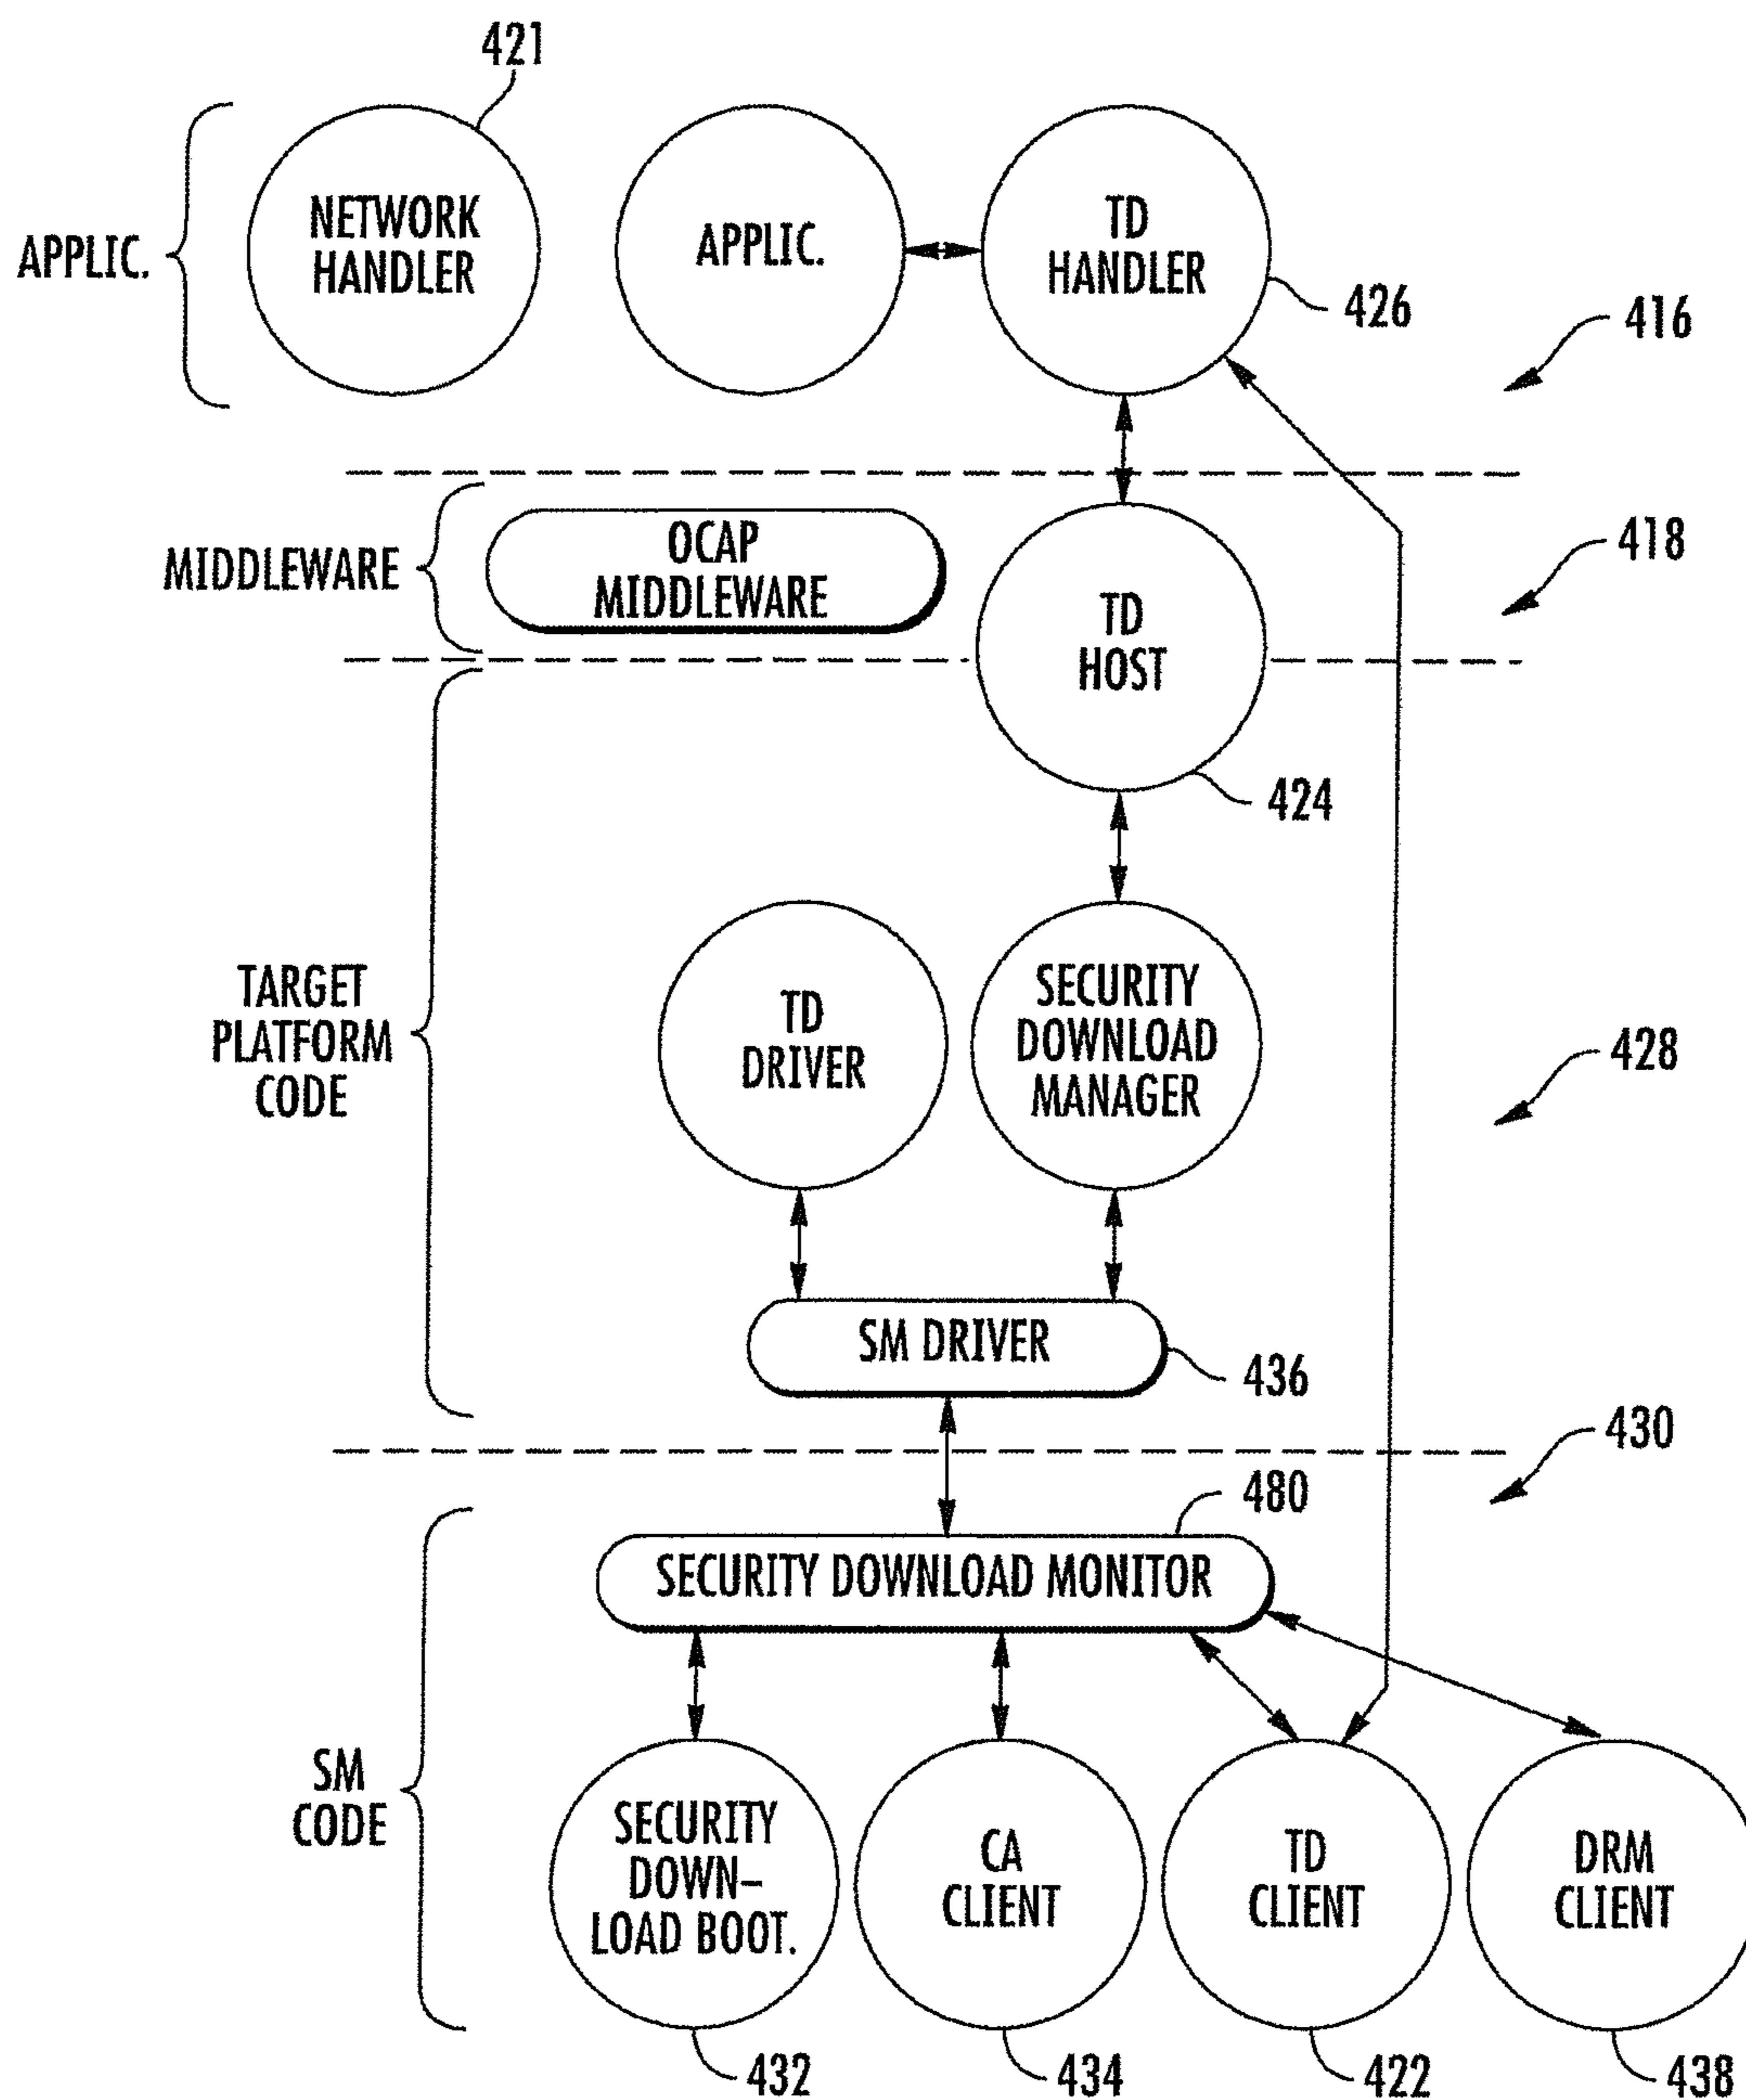 421
NETWORK
HANDLER
APPLIC.
TD
HANDLER
APPLIC.
426
416
OCAP
MIDDLEWARE
MIDDLEWARE
418
TD
HOST
424
TARGET
PLATFORM
CODE
TD
DRIVER
SECURITY
DOWNLOAD
MANAGER
428
SM DRIVER
436
430
480
SECURITY DOWNLOAD MONITOR
SM
CODE
SECURITY
DOWN-
LOAD BOOT.
CA
CLIENT
TD
CLIENT
DRM
CLIENT
432
434
422
438